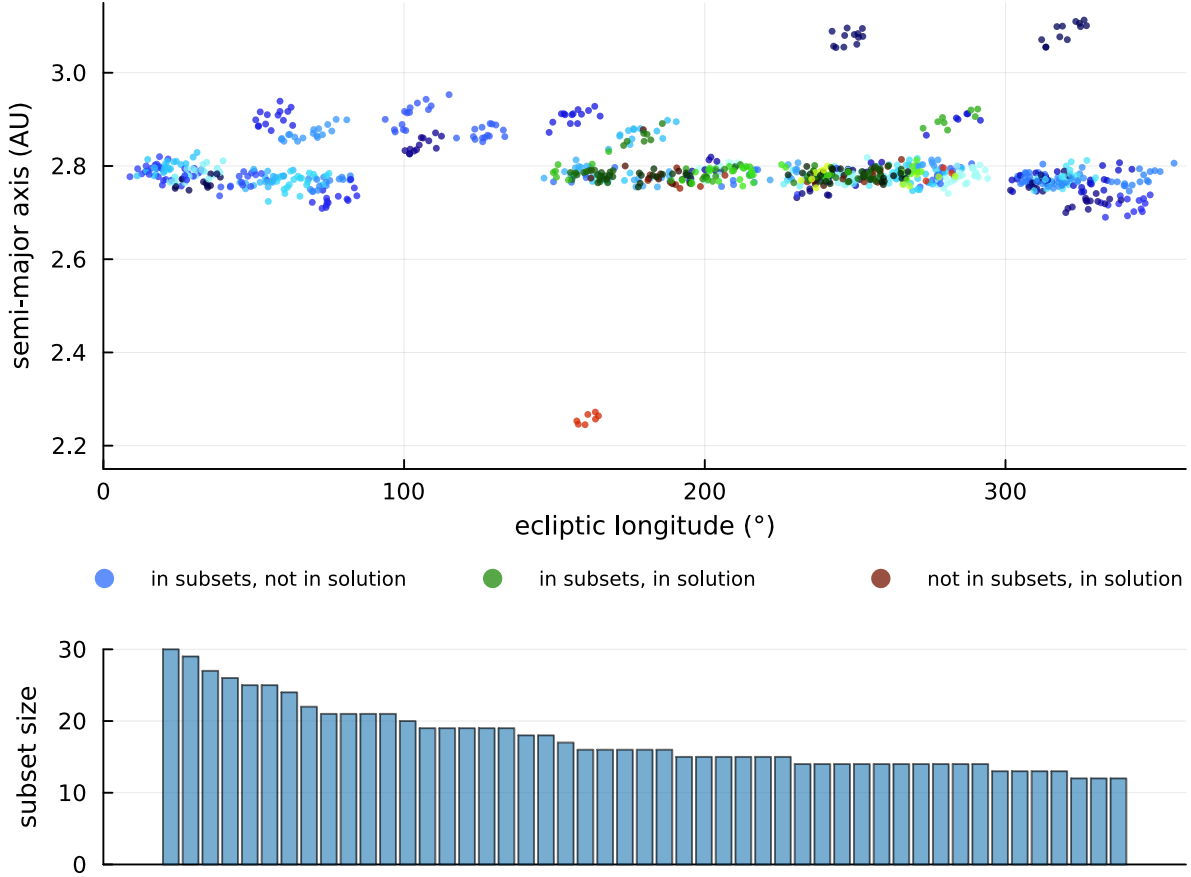 3.0
2.8
2.6
2.4
2.2
semi-major axis (AU)
0 100 200 300
ecliptic longitude (°)
in subsets, not in solution in subsets, in solution not in subsets, in solution
30
20
10
0
subset size